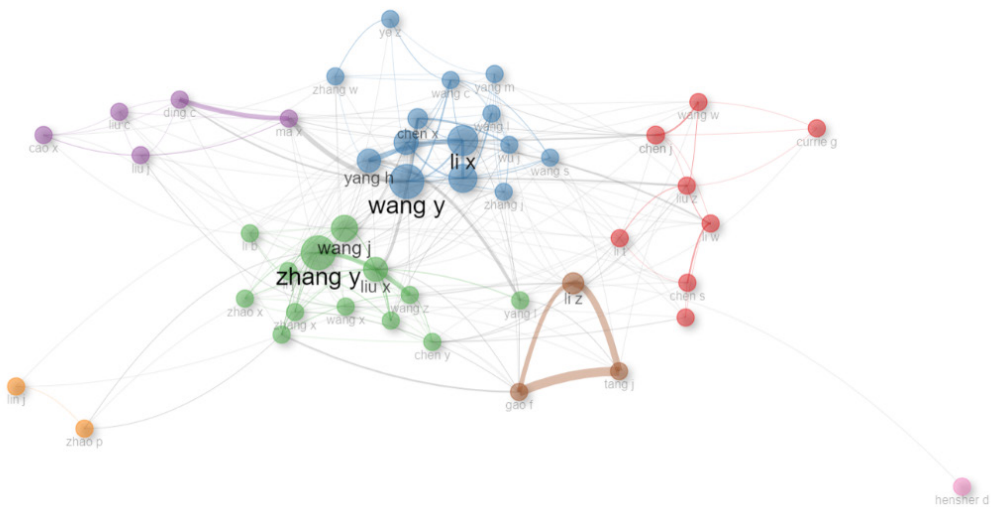 ye z
zhang w
wang c
yang m
ding c
liu c
ma x
cao x
liu j
chen x
wang l
wu j
li x
wang s
yang h
zhang j
wang y
wang w
currie g
chen j
liu z
li w
li b
wang j
zhang y
liu x
zhao x
zhang x
wang x
wang z
yang l
chen y
li z
chen s
gao f
tang j
lin j
zhao p
hensher d